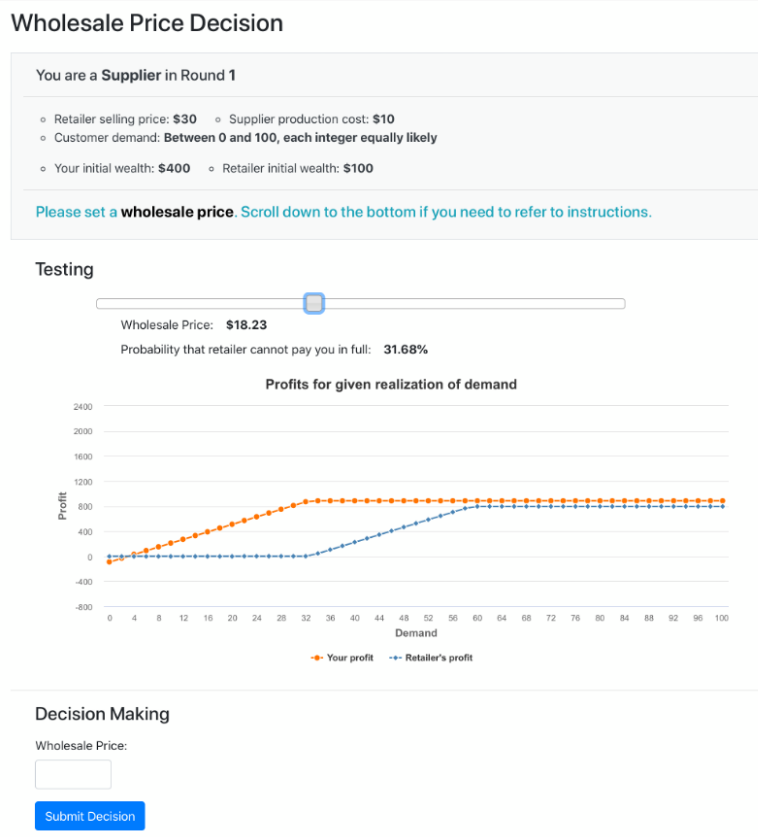 Wholesale Price Decision
You are a Supplier in Round 1
Retailer selling price: $30 Supplier production cost: $10
Customer demand: Between 0 and 100, each integer equally likely
Your initial wealth: $400 Retailer initial wealth: $100
Please set a wholesale price. Scroll down to the bottom if you need to refer to instructions.
Testing
Wholesale Price: $18.23
Probability that retailer cannot pay you in full: 31.68%
Profits for given realization of demand
2400
2000
1600
1200
800
400
0
-400
-800
Profit
0 4 8 12 16 20 24 28 32 36 40 44 48 52 56 60 64 68 72 76 80 84 88 92 96 100
Demand
Your profit Retailer's profit
Decision Making
Wholesale Price:
Submit Decision